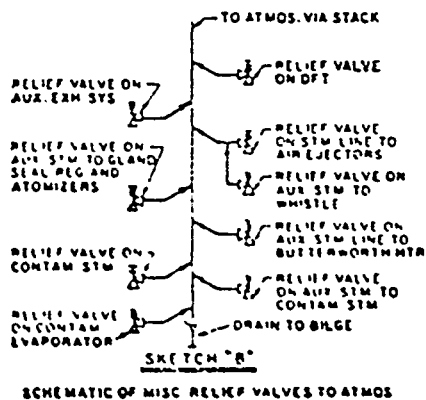 TO ATMOS. VIA STACK
RELIEF VALVE
ON DFT
RELIEF VALVE ON
AUX. EXH SYS
RELIEF VALVE
ON STM LINE TO
AIR EJECTORS
RELIEF VALVE ON
AUX STM TO GLAND
SEAL REG AND
ATOMIZERS
RELIEF VALVE ON
AUX STM TO
WHISTLE
RELIEF VALVE ON
AUX STM LINE TO
BUTTERWORTH HTR
RELIEF VALVE ON
CONTAM STM
RELIEF VALVE
ON AUX STM TO
CONTAM STM
RELIEF VALVE
ON CONTAM
EVAPORATOR
DRAIN TO BILGE
SKETCH "B"
SCHEMATIC OF MISC RELIEF VALVES TO ATMOS